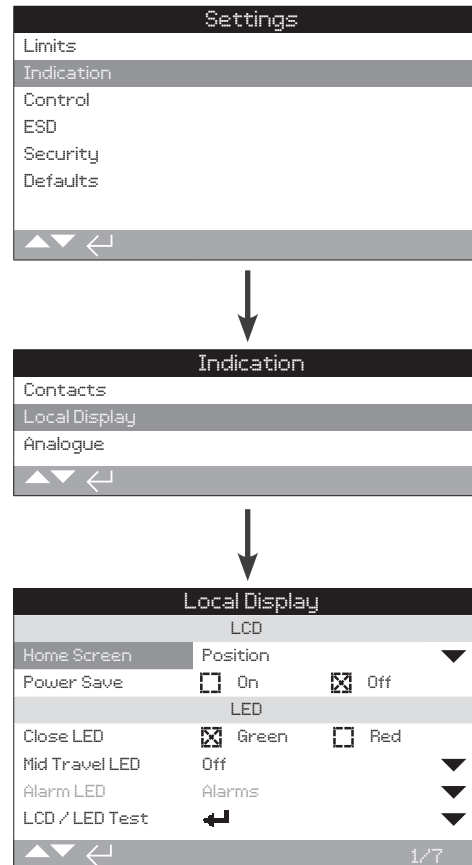 Settings
Limits
Indication
Control
ESD
Security
Defaults
Indication
Contacts
Local Display
Analogue
Local Display
LCD
Home Screen Position
Power Save On Off
LED
Close LED Green Red
Mid Travel LED Off
Alarm LED Alarms
LCD / LED Test
1/7